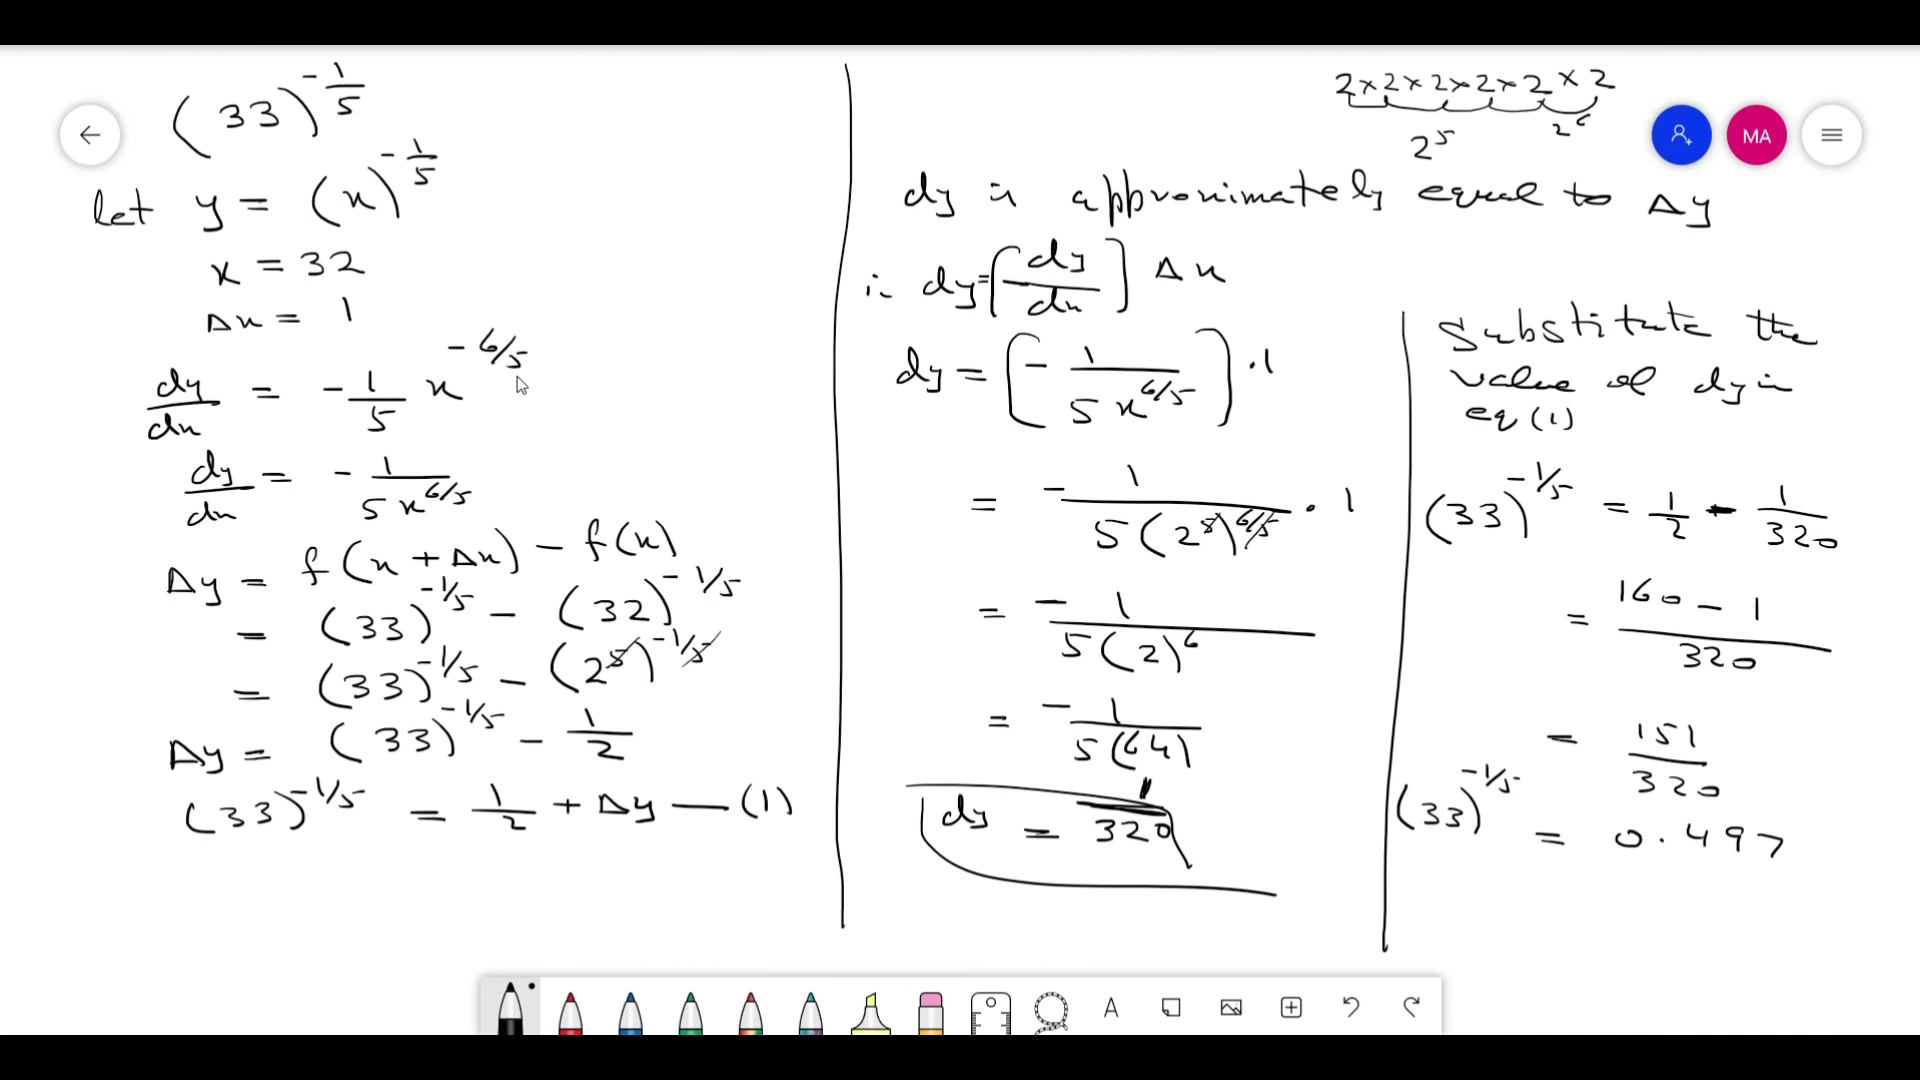 (33)^{-1/5}
let y = (x)^{-1/5}
x = 32
Δx = 1
dy/dx = -1/5 x^{-6/5}
dy/dx = -1/5x^{6/5}
Δy = f(x + Δx) - f(x)
= (33)^{-1/5} - (32)^{-1/5}
= (33)^{-1/5} - (2^5)^{-1/5}
Δy = (33)^{-1/5} - 1/2
(33)^{-1/5} = 1/2 + Δy — (1)
2×2×2×2×2×2
2^5 2^6
dy is approximately equal to Δy
is dy = [dy/dx] Δx
dy = [-1/5x^{6/5}] .1
= -1/5(2^5)^{6/5} . 1
= -1/5(2)^6
= -1/5(64)
dy = 1/320
Substitute the
value of dy in
eq (1)
(33)^{-1/5} = 1/2 - 1/320
= 160 - 1/320
= 151/320
(33)^{-1/5} = 0.497
MA
A